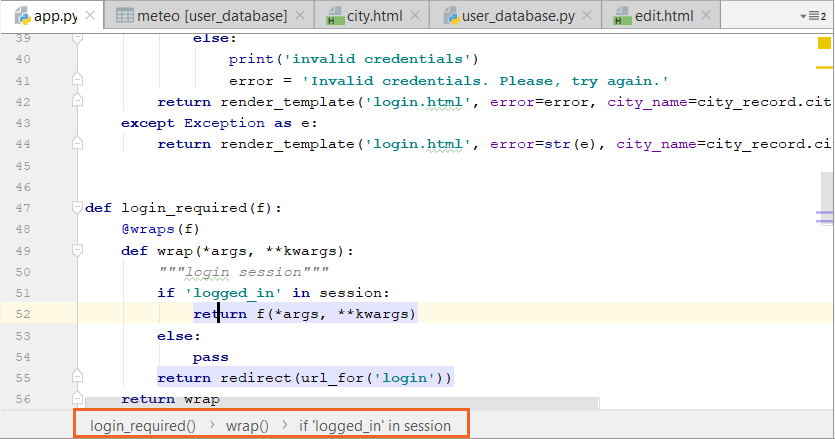 app.py meteo [user_database] city.html user_database.py edit.html 2
39 else:
40 print('invalid credentials')
41 error = 'Invalid credentials. Please, try again.'
42 return render_template('login.html', error=error, city_name=city_record.cit
43 except Exception as e:
44 return render_template('login.html', error=str(e), city_name=city_record.ci
45
46
47 def login_required(f):
48 @wraps(f)
49 def wrap(*args, **kwargs):
50 """login session"""
51 if 'logged_in' in session:
52 return f(*args, **kwargs)
53 else:
54 pass
55 return redirect(url_for('login'))
56 return wrap
login_required() › wrap() › if 'logged_in' in session